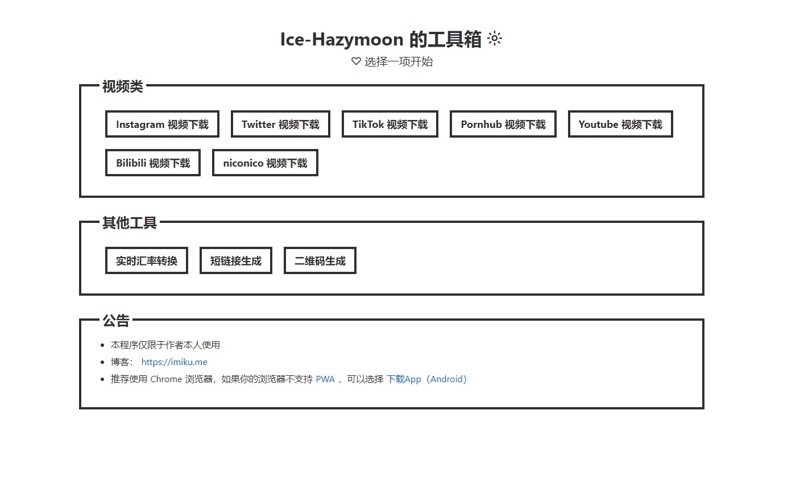 Ice-Hazymoon 的工具箱
选择一项开始
视频类
Instagram 视频下载 Twitter 视频下载 TikTok 视频下载 Pornhub 视频下载 Youtube 视频下载
Bilibili 视频下载 niconico 视频下载
其他工具
实时汇率转换 短链接生成 二维码生成
公告
本程序仅限于作者本人使用
博客： https://imiku.me
推荐使用 Chrome 浏览器，如果你的浏览器不支持 PWA ，可以选择 下载App（Android）